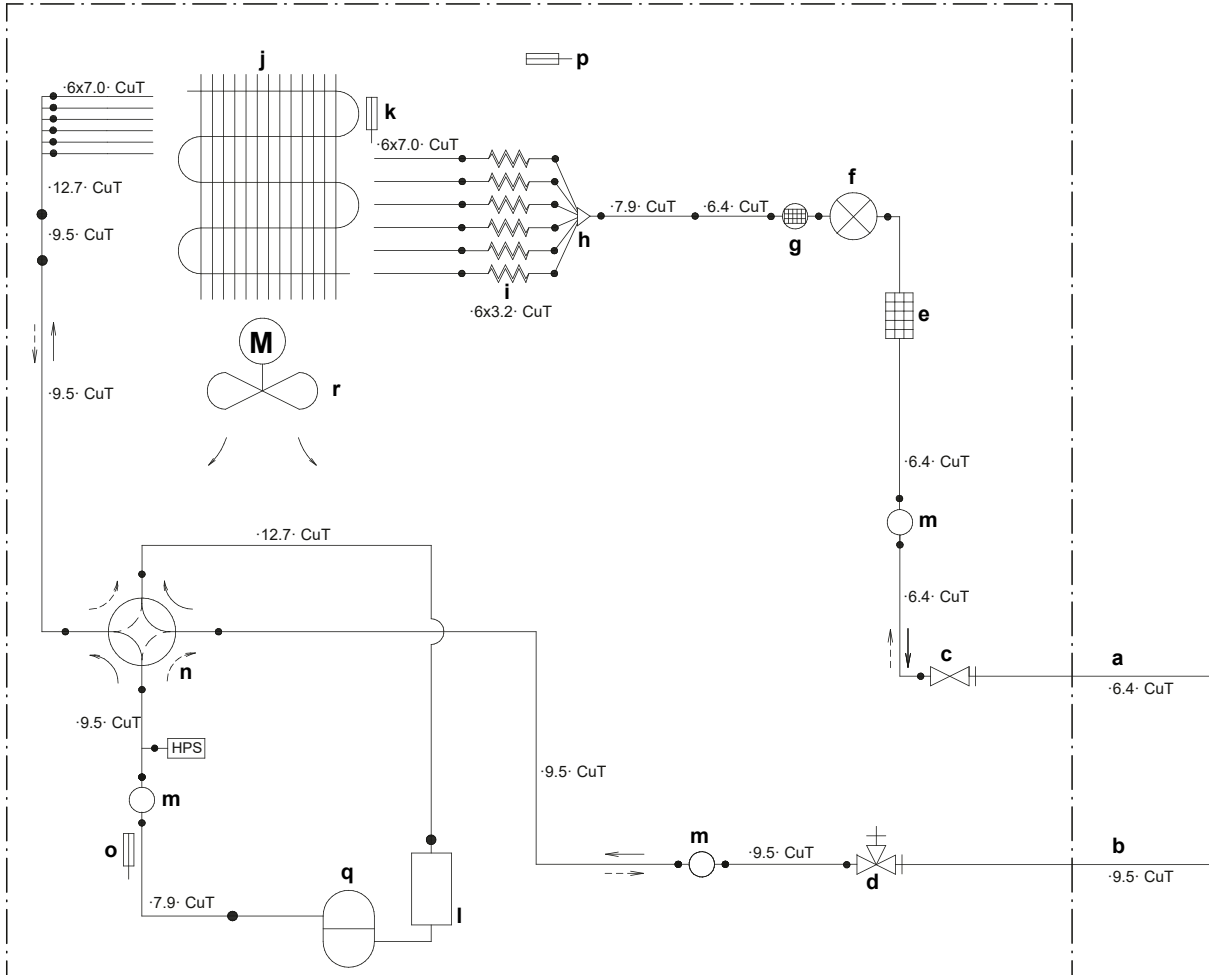 j
p
·6x7.0· CuT
k
·6x7.0· CuT
·12.7· CuT
f
·7.9· CuT
·6.4· CuT
·9.5· CuT
h
g
i
·6x3.2· CuT
e
M
r
·9.5· CuT
·6.4· CuT
m
·12.7· CuT
·6.4· CuT
n
c
a
·6.4· CuT
·9.5· CuT
HPS
·9.5· CuT
m
m
b
o
·9.5· CuT
q
d
·9.5· CuT
·7.9· CuT
l